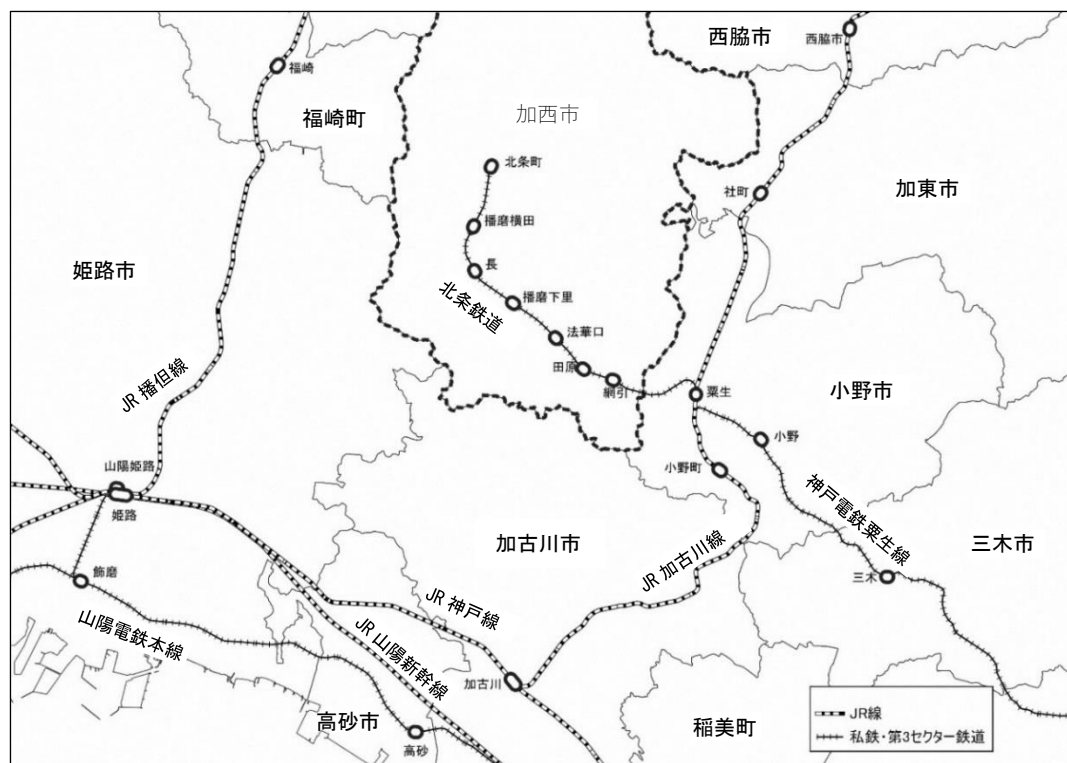 西脇市
西脇市
福崎
福崎町
加西市
北条町
加東市
社町
播磨横田
姫路市
長
播磨下里
北条鉄道
法華口
田原
網引
粟生
小野市
JR 播但線
小野
小野町
山陽姫路
姫路
神戸電鉄粟生線
加古川市
三木市
JR 加古川線
飾磨
三木
JR 神戸線
山陽電鉄本線
JR 山陽新幹線
加古川
高砂市
稲美町
高砂
JR線
私鉄・第3セクター鉄道